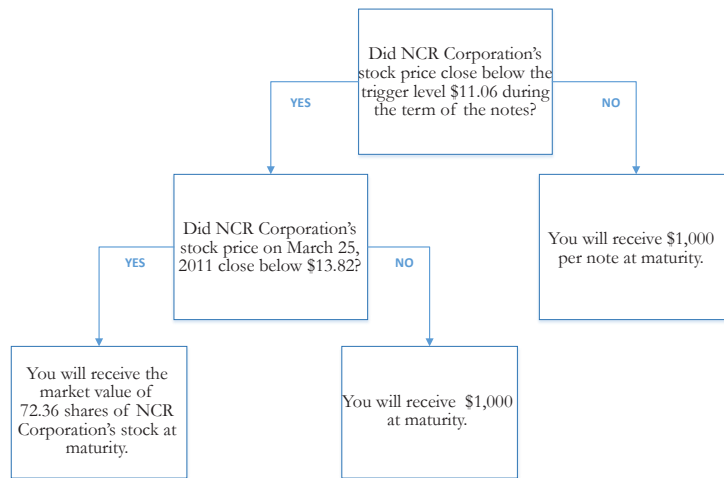 Did NCR Corporation's
stock price close below the
trigger level $11.06 during
the term of the notes?
YES
NO
Did NCR Corporation's
stock price on March 25,
2011 close below $13.82?
You will receive $1,000
per note at maturity.
YES
NO
You will receive the
market value of
72.36 shares of NCR
Corporation's stock at
maturity.
You will receive $1,000
at maturity.